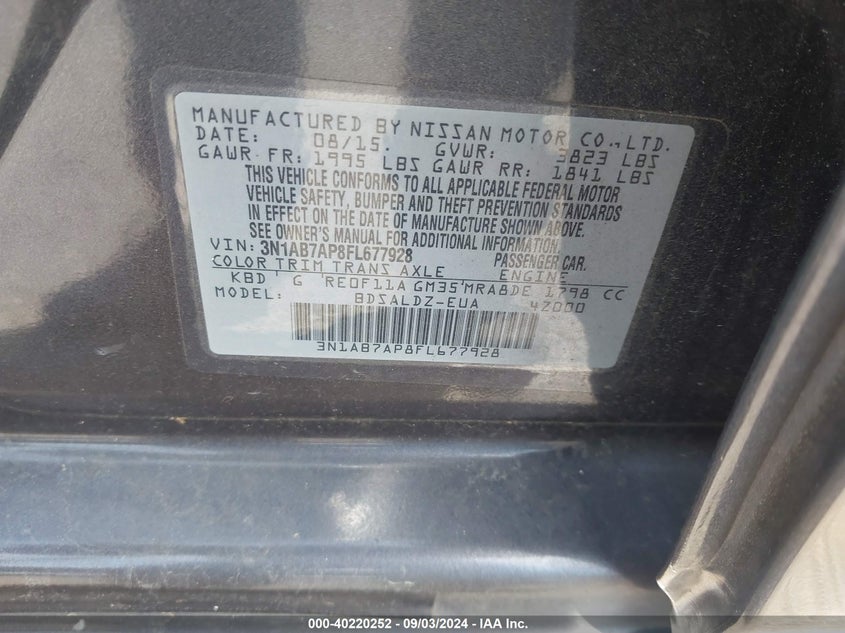 MANUFACTURED BY NISSAN MOTOR CO., LTD.
DATE: 08/15. GVWR: 3823 LBS
GAWR FR: 1995 LBS GAWR RR: 1841 LBS
THIS VEHICLE CONFORMS TO ALL APPLICABLE FEDERAL MOTOR
VEHICLE SAFETY, BUMPER AND THEFT PREVENTION STANDARDS
IN EFFECT ON THE DATE OF MANUFACTURE SHOWN ABOVE.
SEE OWNER'S MANUAL FOR ADDITIONAL INFORMATION.
VIN: 3N1AB7AP8FL677928 PASSENGER CAR.
COLOR TRIM TRANS AXLE ENGINE
KBD ' G ' RE0F11A GM35'MRA8DE 1798 CC
MODEL: BDSALDZ-EUA 42000
3N1AB7AP8FL677928
000-40220252 - 09/03/2024 - IAA Inc.